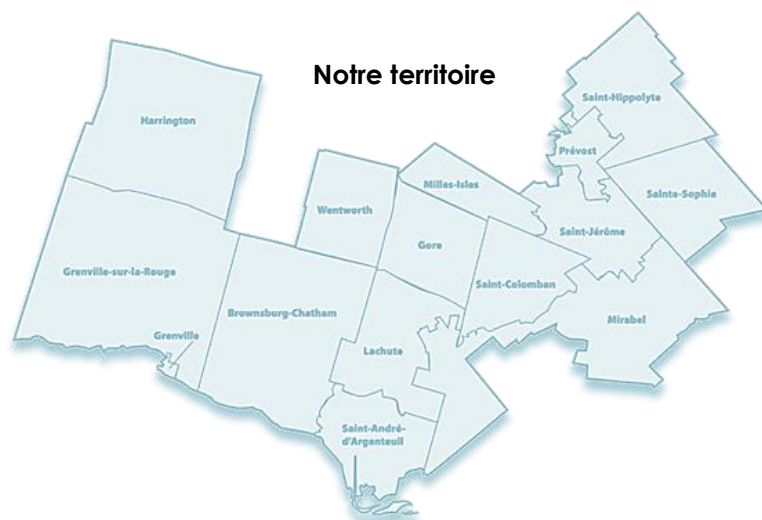 Notre territoire
Harrington
Saint-Hippolyte
Prévost
Milles-Isles
Sainte-Sophie
Wentworth
Gore
Saint-Jérôme
Grenville-sur-la-Rouge
Saint-Colomban
Brownsburg-Chatham
Mirabel
Grenville
Lachute
Saint-André-
d'Argenteuil